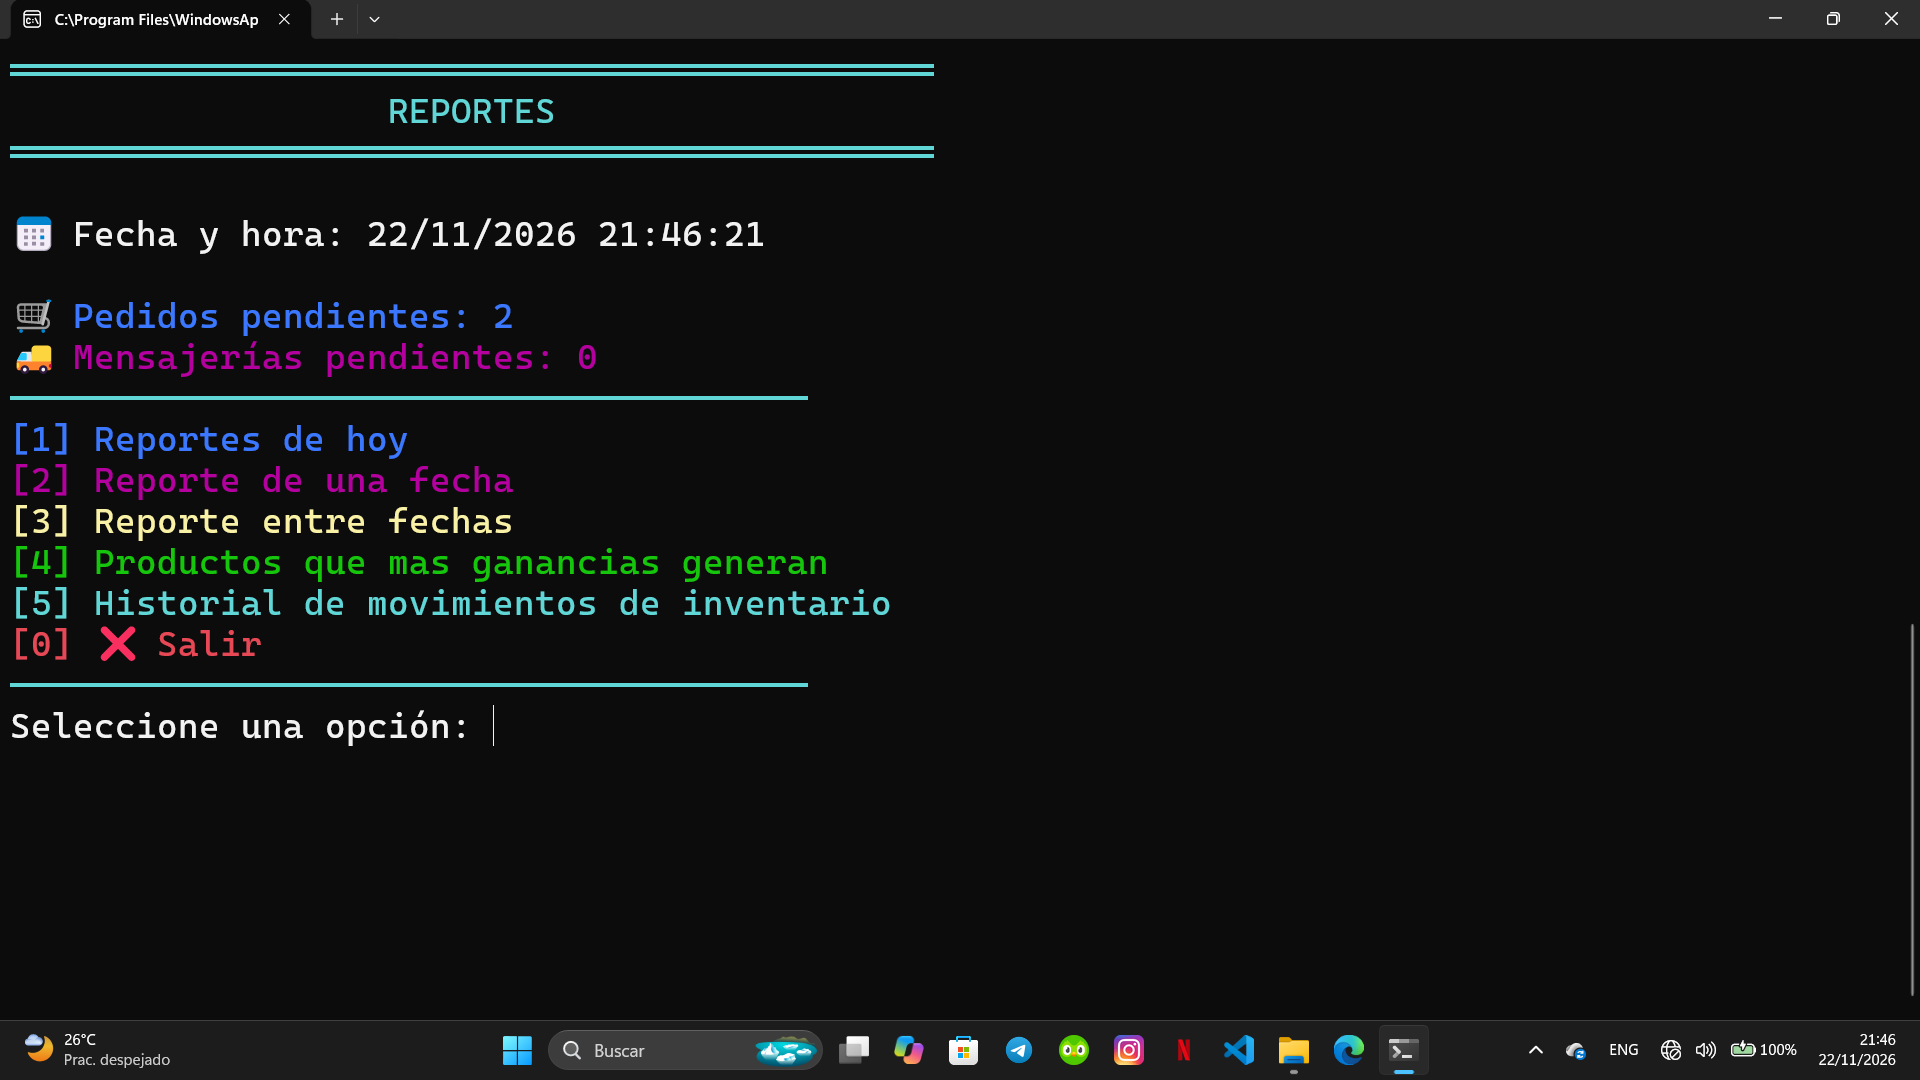 C:\Program Files\WindowsAp
REPORTES
Fecha y hora: 22/11/2026 21:46:21
Pedidos pendientes: 2
Mensajerías pendientes: 0
[1] Reportes de hoy
[2] Reporte de una fecha
[3] Reporte entre fechas
[4] Productos que mas ganancias generan
[5] Historial de movimientos de inventario
[0] ❌ Salir
Seleccione una opción:
26°C
Prac. despejado
Buscar
ENG
100%
21:46
22/11/2026